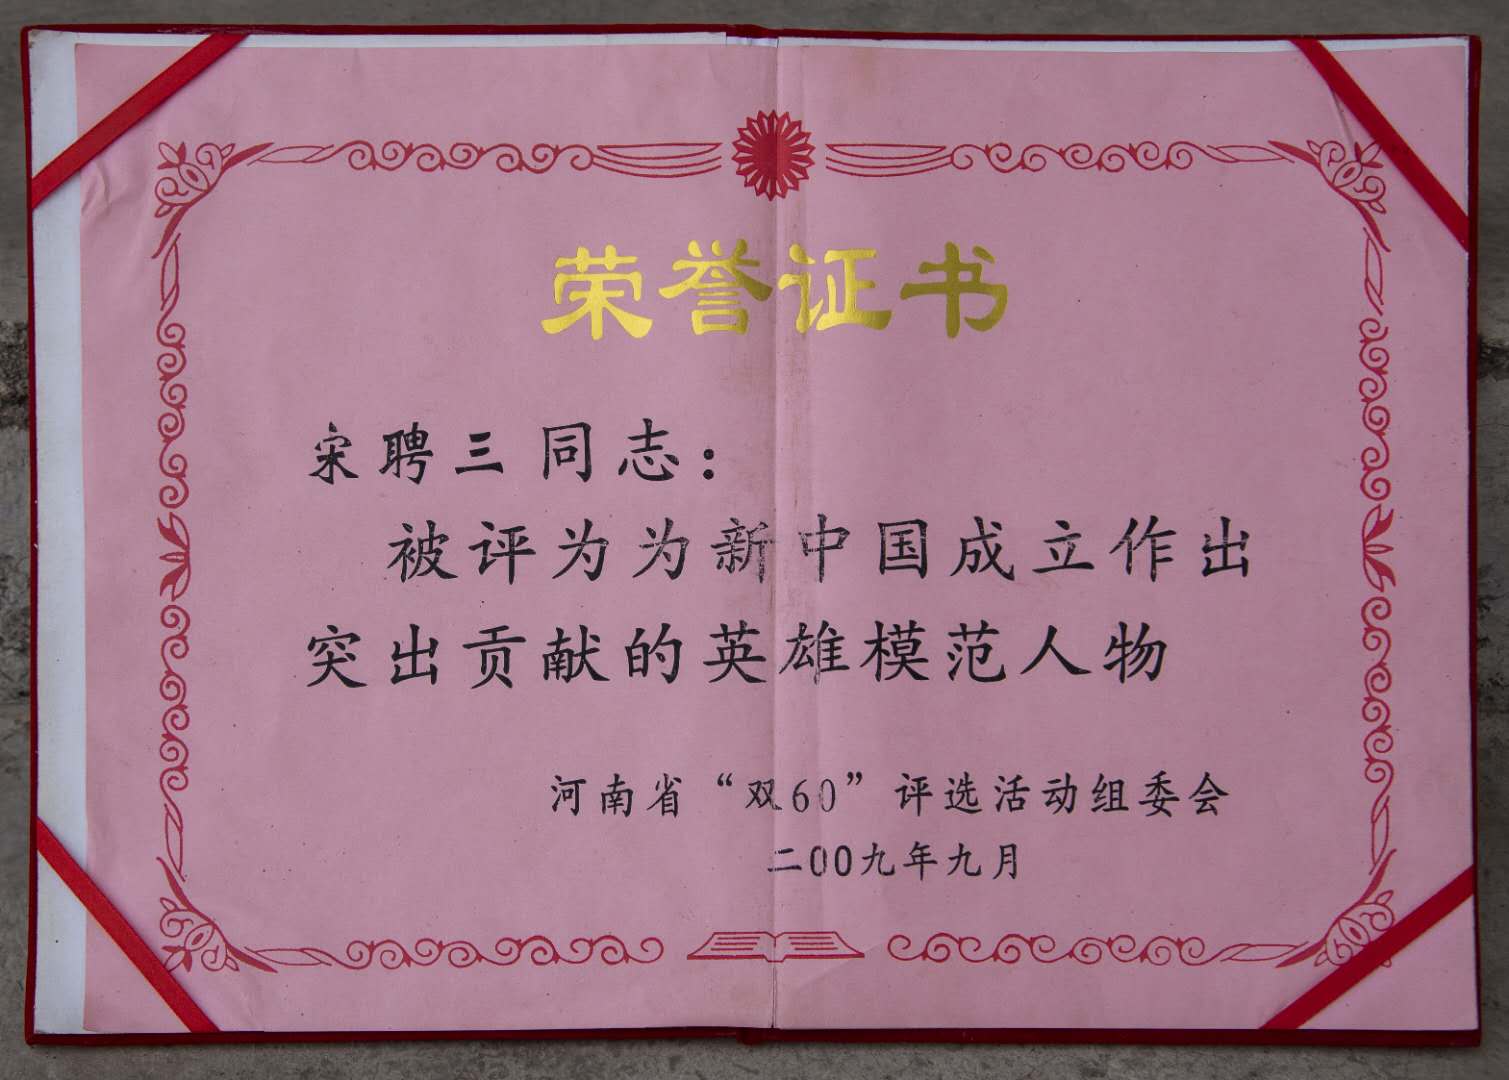 荣誉证书
宋聘三同志：
被评为为新中国成立作出
突出贡献的英雄模范人物
河南省“双60”评选活动组委会
二00九年九月